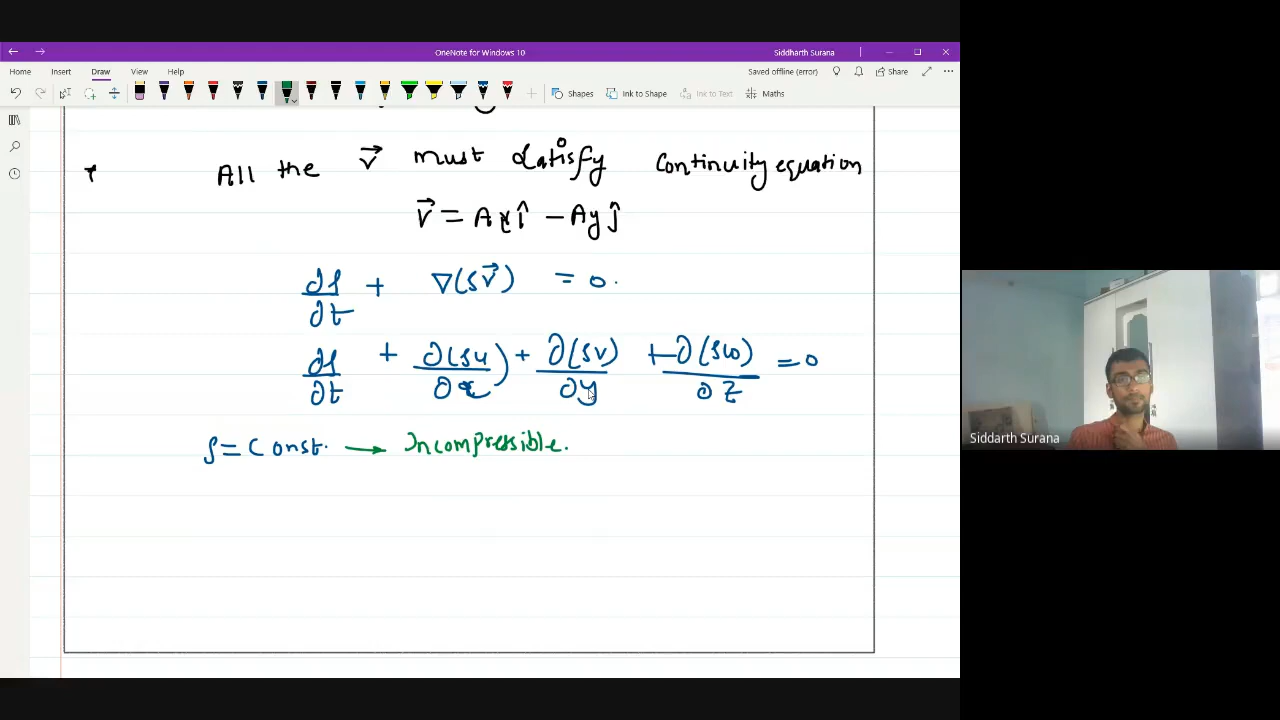 OneNote for Windows 10
Siddharth Surana
Home Insert Draw View Help
Saved offline (error) Share
Shapes Ink to Shape Ink to Text Maths
All the v⃗ must satisfy Continuity equation
v⃗ = Axî − Ayĵ
∂ρ/∂t + ∇(ρv⃗) = 0.
∂ρ/∂t + ∂(ρu)/∂x + ∂(ρv)/∂y + ∂(ρω)/∂z = 0
ρ = Const. → Incompressible.
Siddarth Surana